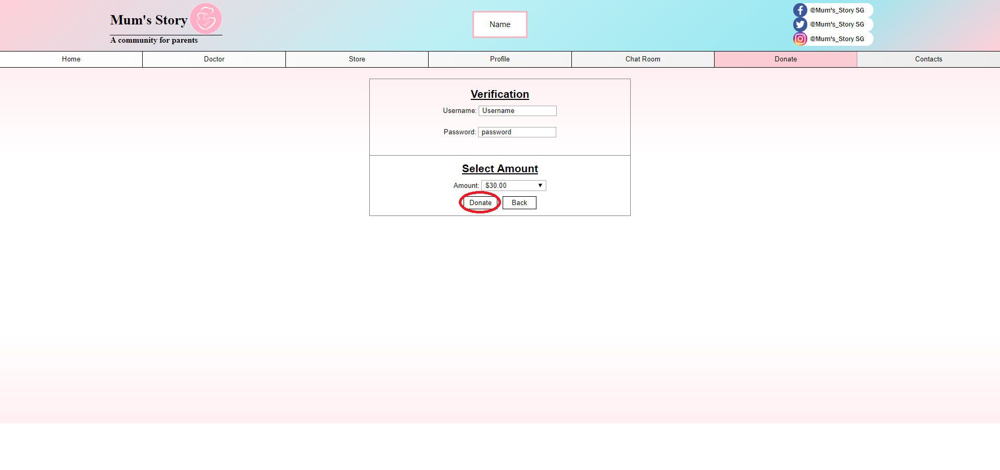 Mum's Story
A community for parents
Name
@Mum's_Story SG
@Mum's_Story SG
@Mum's_Story SG
Home Doctor Store Profile Chat Room Donate Contacts
Verification
Username: Username
Password: password
Select Amount
Amount: $30.00
Donate Back